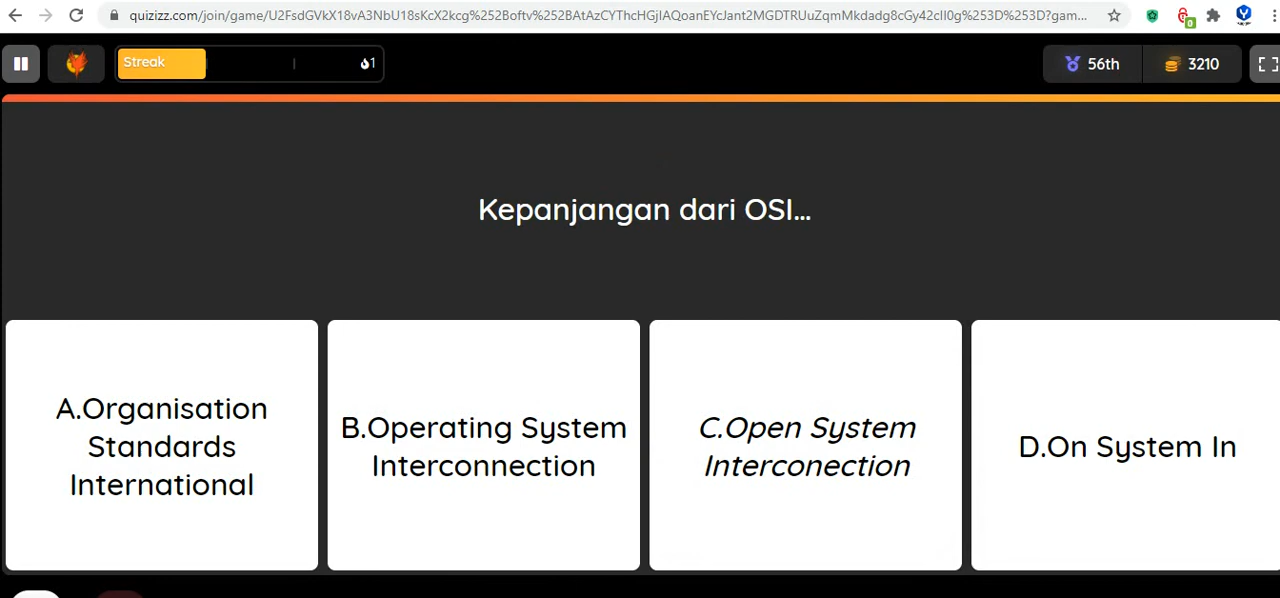 quizizz.com/join/game/U2FsdGVkX18vA3NbU18sKcX2kcg%252Boftv%252BAtAzCYThcHGjIAQoanEYcJant2MGDTRUuZqmMkdadg8cGy42cII0g%253D%253D?gam...
0
Streak
1
56th
3210
Kepanjangan dari OSI...
A.Organisation
Standards
International
B.Operating System
Interconnection
C.Open System
Interconection
D.On System In